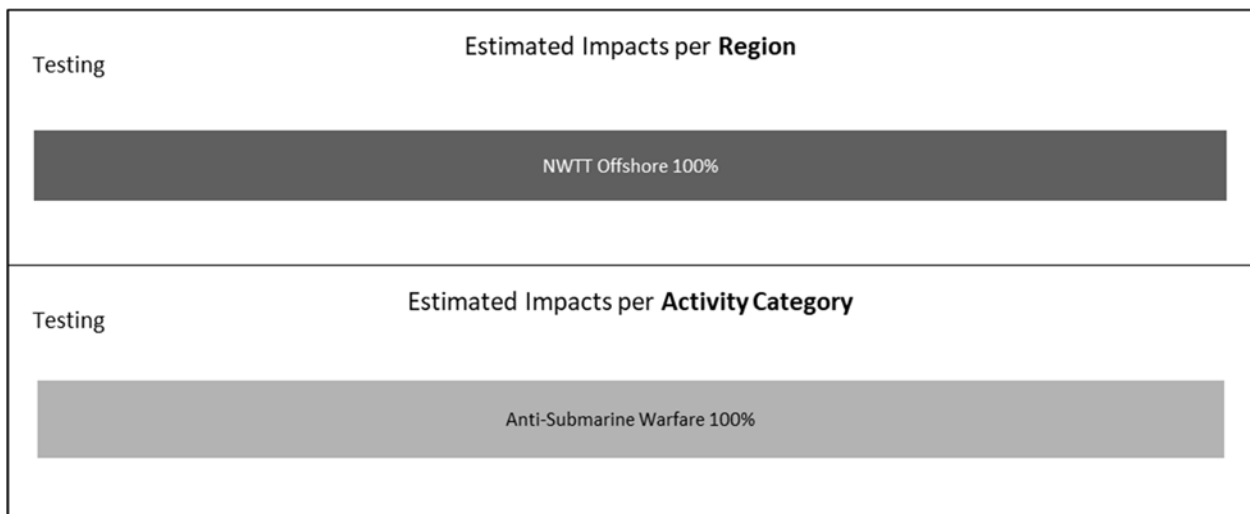 Estimated Impacts per Region
Testing
NWTT Offshore 100%
Estimated Impacts per Activity Category
Testing
Anti-Submarine Warfare 100%